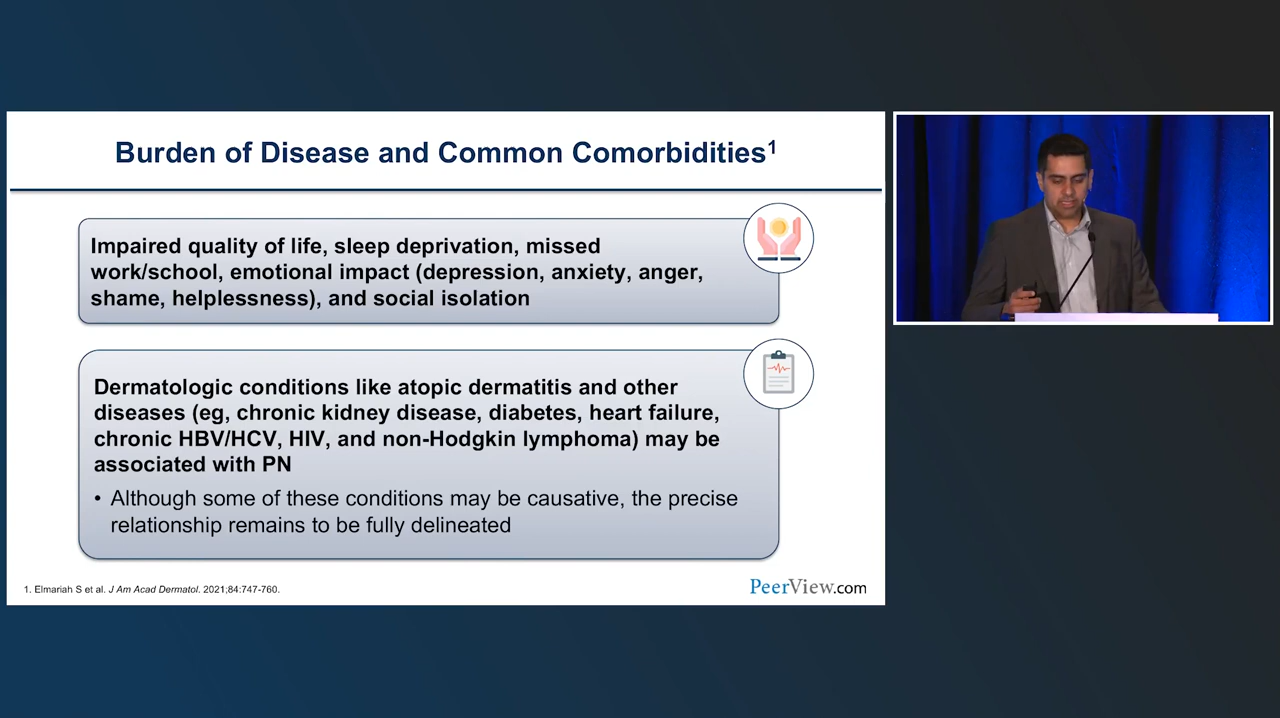 Burden of Disease and Common Comorbidities¹
Impaired quality of life, sleep deprivation, missed
work/school, emotional impact (depression, anxiety, anger,
shame, helplessness), and social isolation
Dermatologic conditions like atopic dermatitis and other
diseases (eg, chronic kidney disease, diabetes, heart failure,
chronic HBV/HCV, HIV, and non-Hodgkin lymphoma) may be
associated with PN
• Although some of these conditions may be causative, the precise
relationship remains to be fully delineated
1. Elmariah S et al. J Am Acad Dermatol. 2021;84:747-760.
PeerView.com